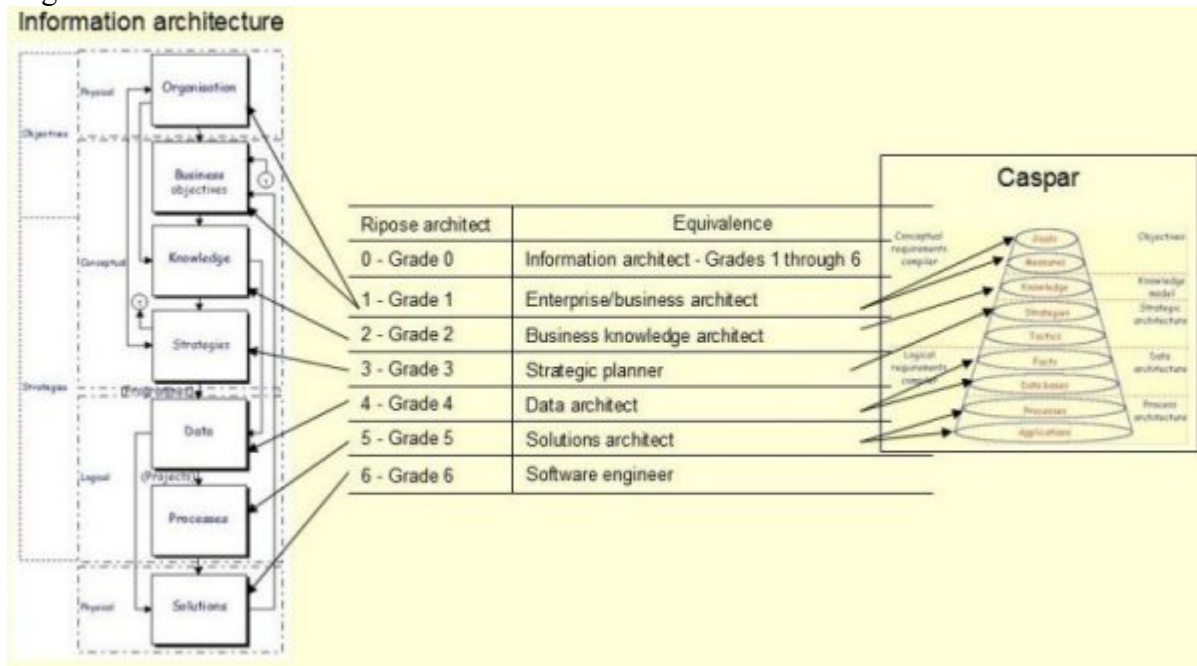 Information architecture
Physical
Organisation
Objectives
Business
objectives
Conceptual
Knowledge
Strategies
Strategies
(Programmes)
Data
Logical
(Projects)
Processes
Physical
Solutions
Ripose architect Equivalence
0 - Grade 0 Information architect - Grades 1 through 6
1 - Grade 1 Enterprise/business architect
2 - Grade 2 Business knowledge architect
3 - Grade 3 Strategic planner
4 - Grade 4 Data architect
5 - Grade 5 Solutions architect
6 - Grade 6 Software engineer
Caspar
Conceptual
requirements
compiler
Goals
Objectives
Measures
Knowledge
Knowledge
model
Strategies
Strategic
architecture
Tactics
Logical
requirements
compiler
Facts
Data
architecture
Data bases
Processes
Process
architecture
Applications